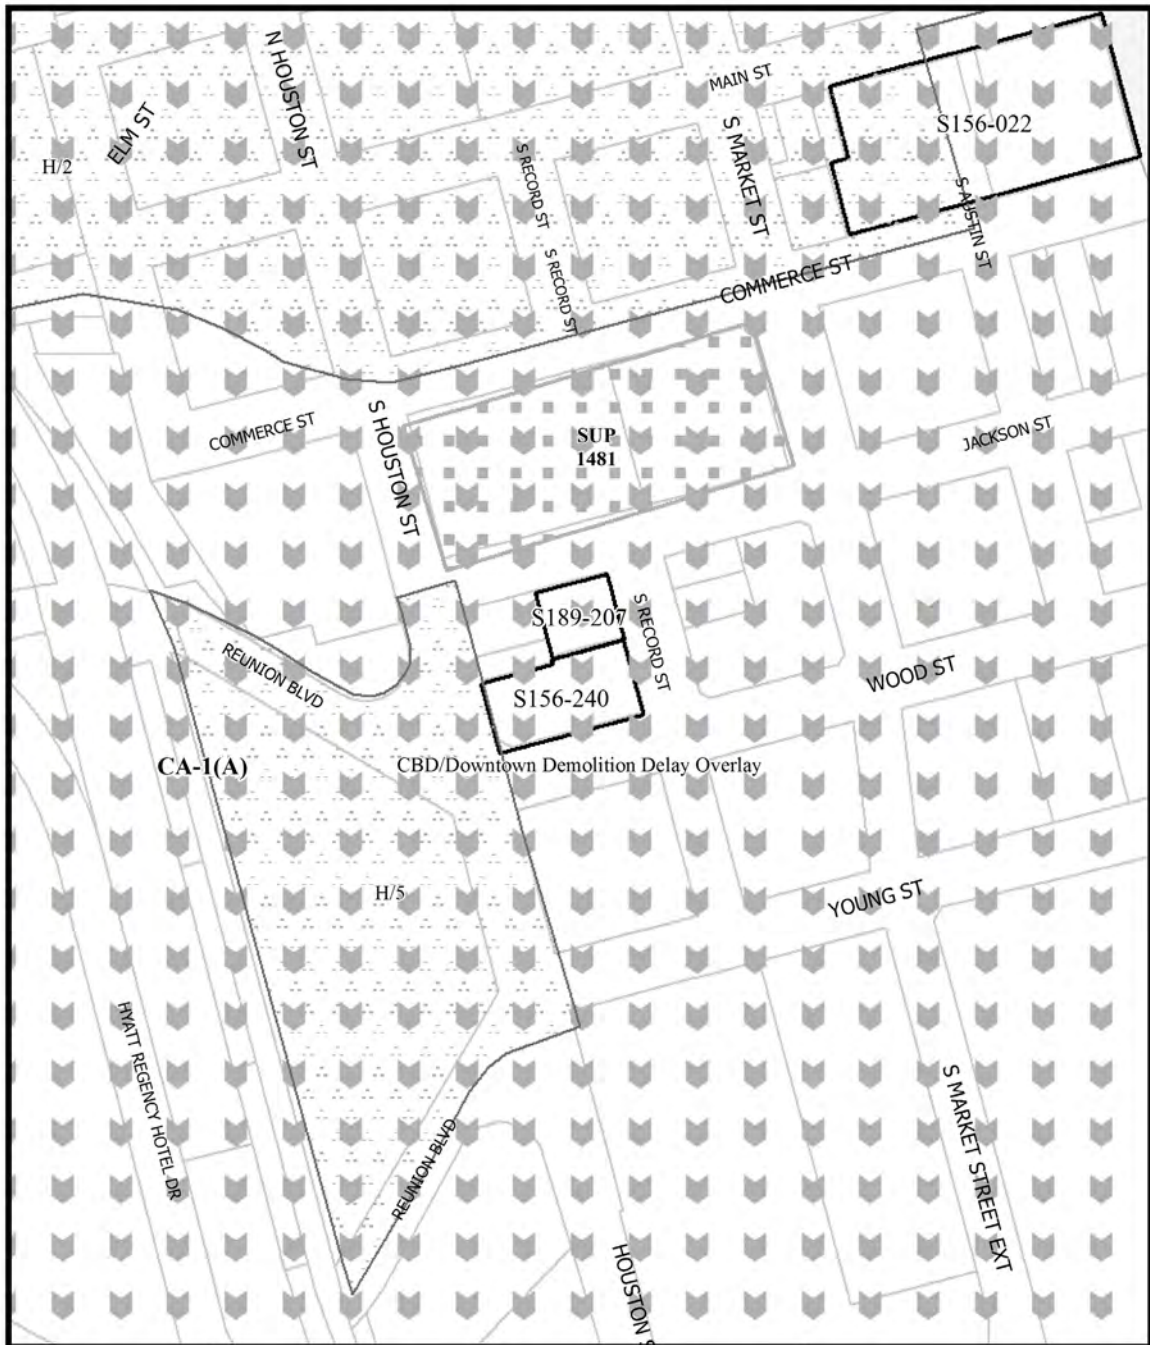 N HOUSTON ST
MAIN ST
ELM ST
S156-022
H/2
S RECORD ST
S MARKET ST
S AUSTIN ST
S RECORD ST
COMMERCE ST
COMMERCE ST
S HOUSTON ST
SUP
1481
JACKSON ST
S189-207
S RECORD ST
REUNION BLVD
WOOD ST
S156-240
CA-1(A)
CBD/Downtown Demolition Delay Overlay
H/5
YOUNG ST
HYATT REGENCY HOTEL DR
REUNION BLVD
S MARKET STREET EXT
HOUSTON S